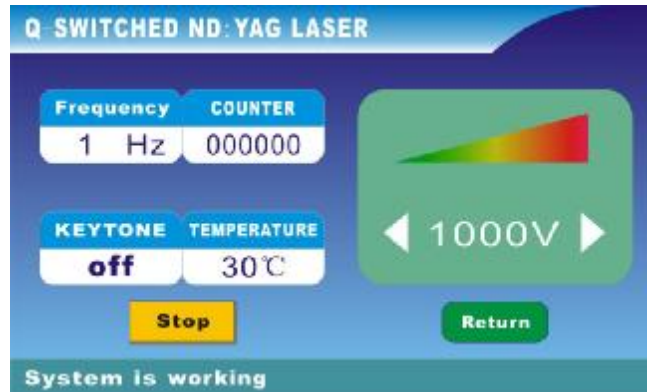 Q-SWITCHED ND:YAG LASER
Frequency COUNTER
1 Hz 000000
KEYTONE TEMPERATURE
off 30℃
1000V
Stop
Return
System is working